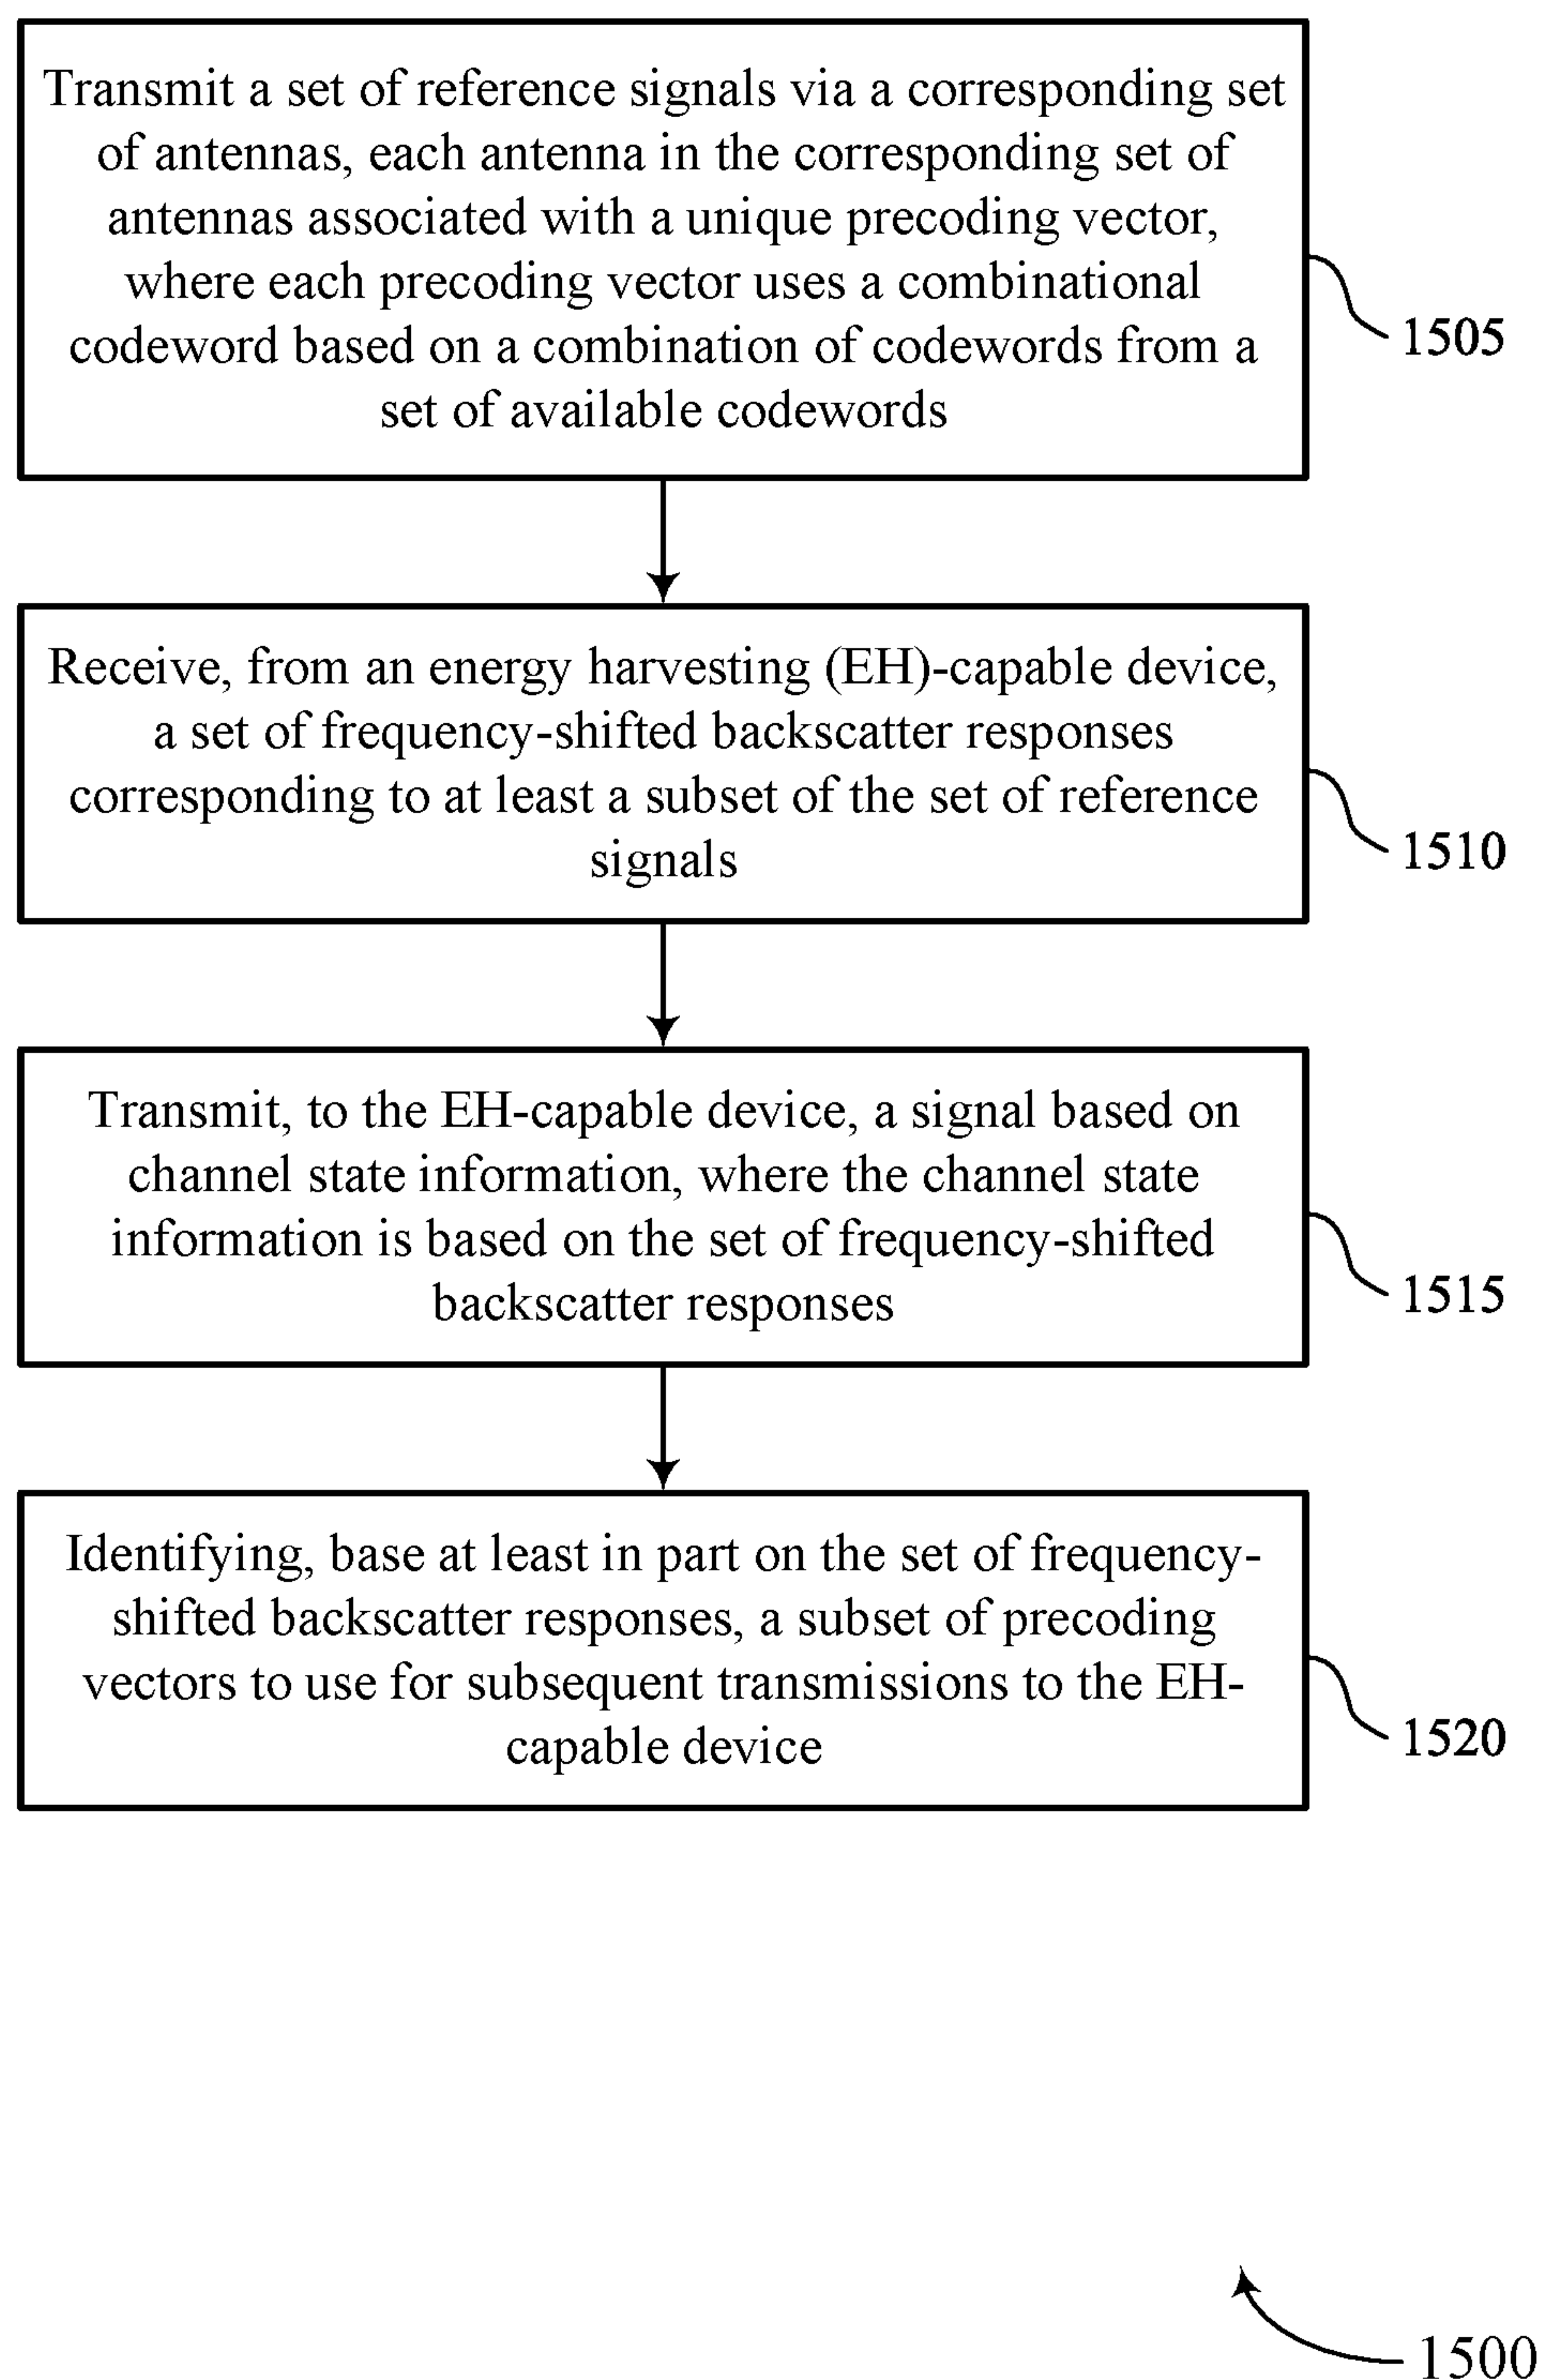 Transmit a set of reference signals via a corresponding set
of antennas, each antenna in the corresponding set of
antennas associated with a unique precoding vector,
where each precoding vector uses a combinational
codeword based on a combination of codewords from a
set of available codewords
1505
Receive, from an energy harvesting (EH)-capable device,
a set of frequency-shifted backscatter responses
corresponding to at least a subset of the set of reference
signals
1510
Transmit, to the EH-capable device, a signal based on
channel state information, where the channel state
information is based on the set of frequency-shifted
backscatter responses
1515
Identifying, base at least in part on the set of frequency-
shifted backscatter responses, a subset of precoding
vectors to use for subsequent transmissions to the EH-
capable device
1520
1500